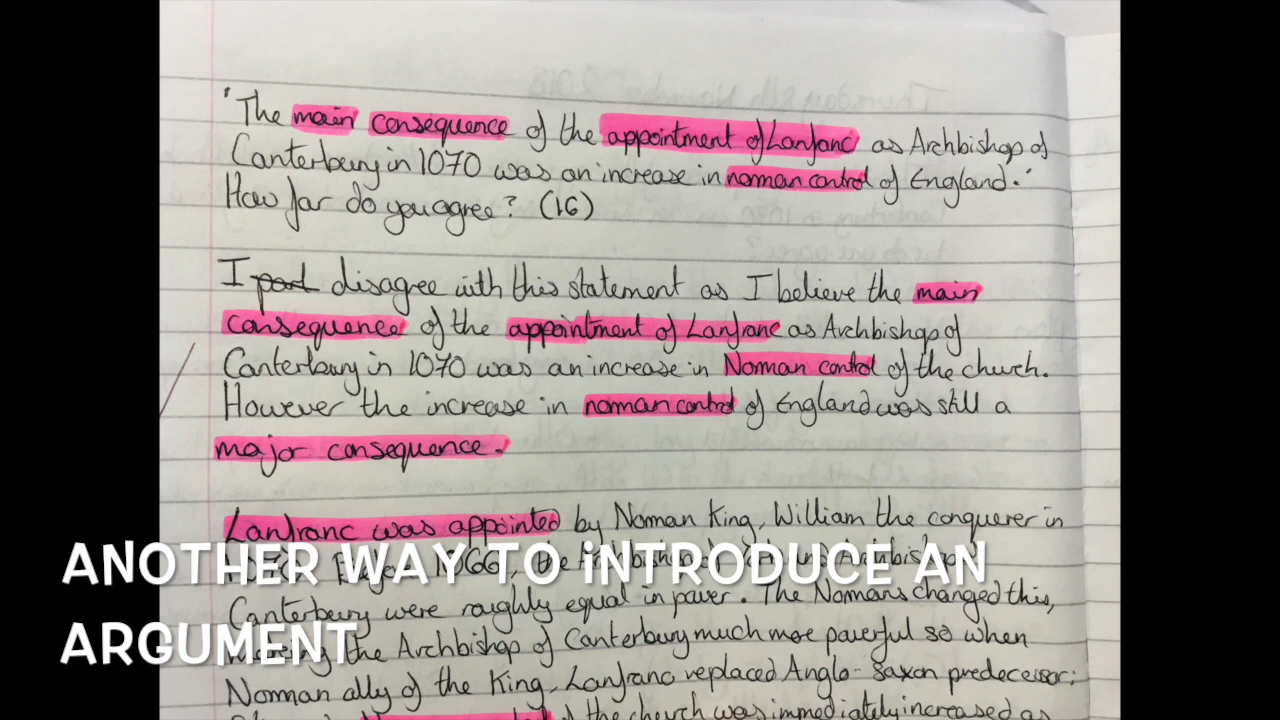 'The main consequence of the appointment of Lanfranc as Archbishop of
Canterbury in 1070 was an increase in norman control of England.'
How far do you agree? (16)
I part disagree with this statement as I believe the main
consequence of the appointment of Lanfranc as Archbishop of
Canterbury in 1070 was an increase in Norman control of the church.
However the increase in norman control of England was still a
major consequence.
Lanfranc was appointed by Norman King, William the conquerer in
1066, the Archbishop of
Canterbury were roughly equal in power. The Normans changed this,
the Archbishop of Canterbury much more powerful so when
Norman ally of the King, Lanfranc replaced Anglo-Saxon predecessor;
the church was immediately increased as
ANOTHER WAY TO INTRODUCE AN
ARGUMENT